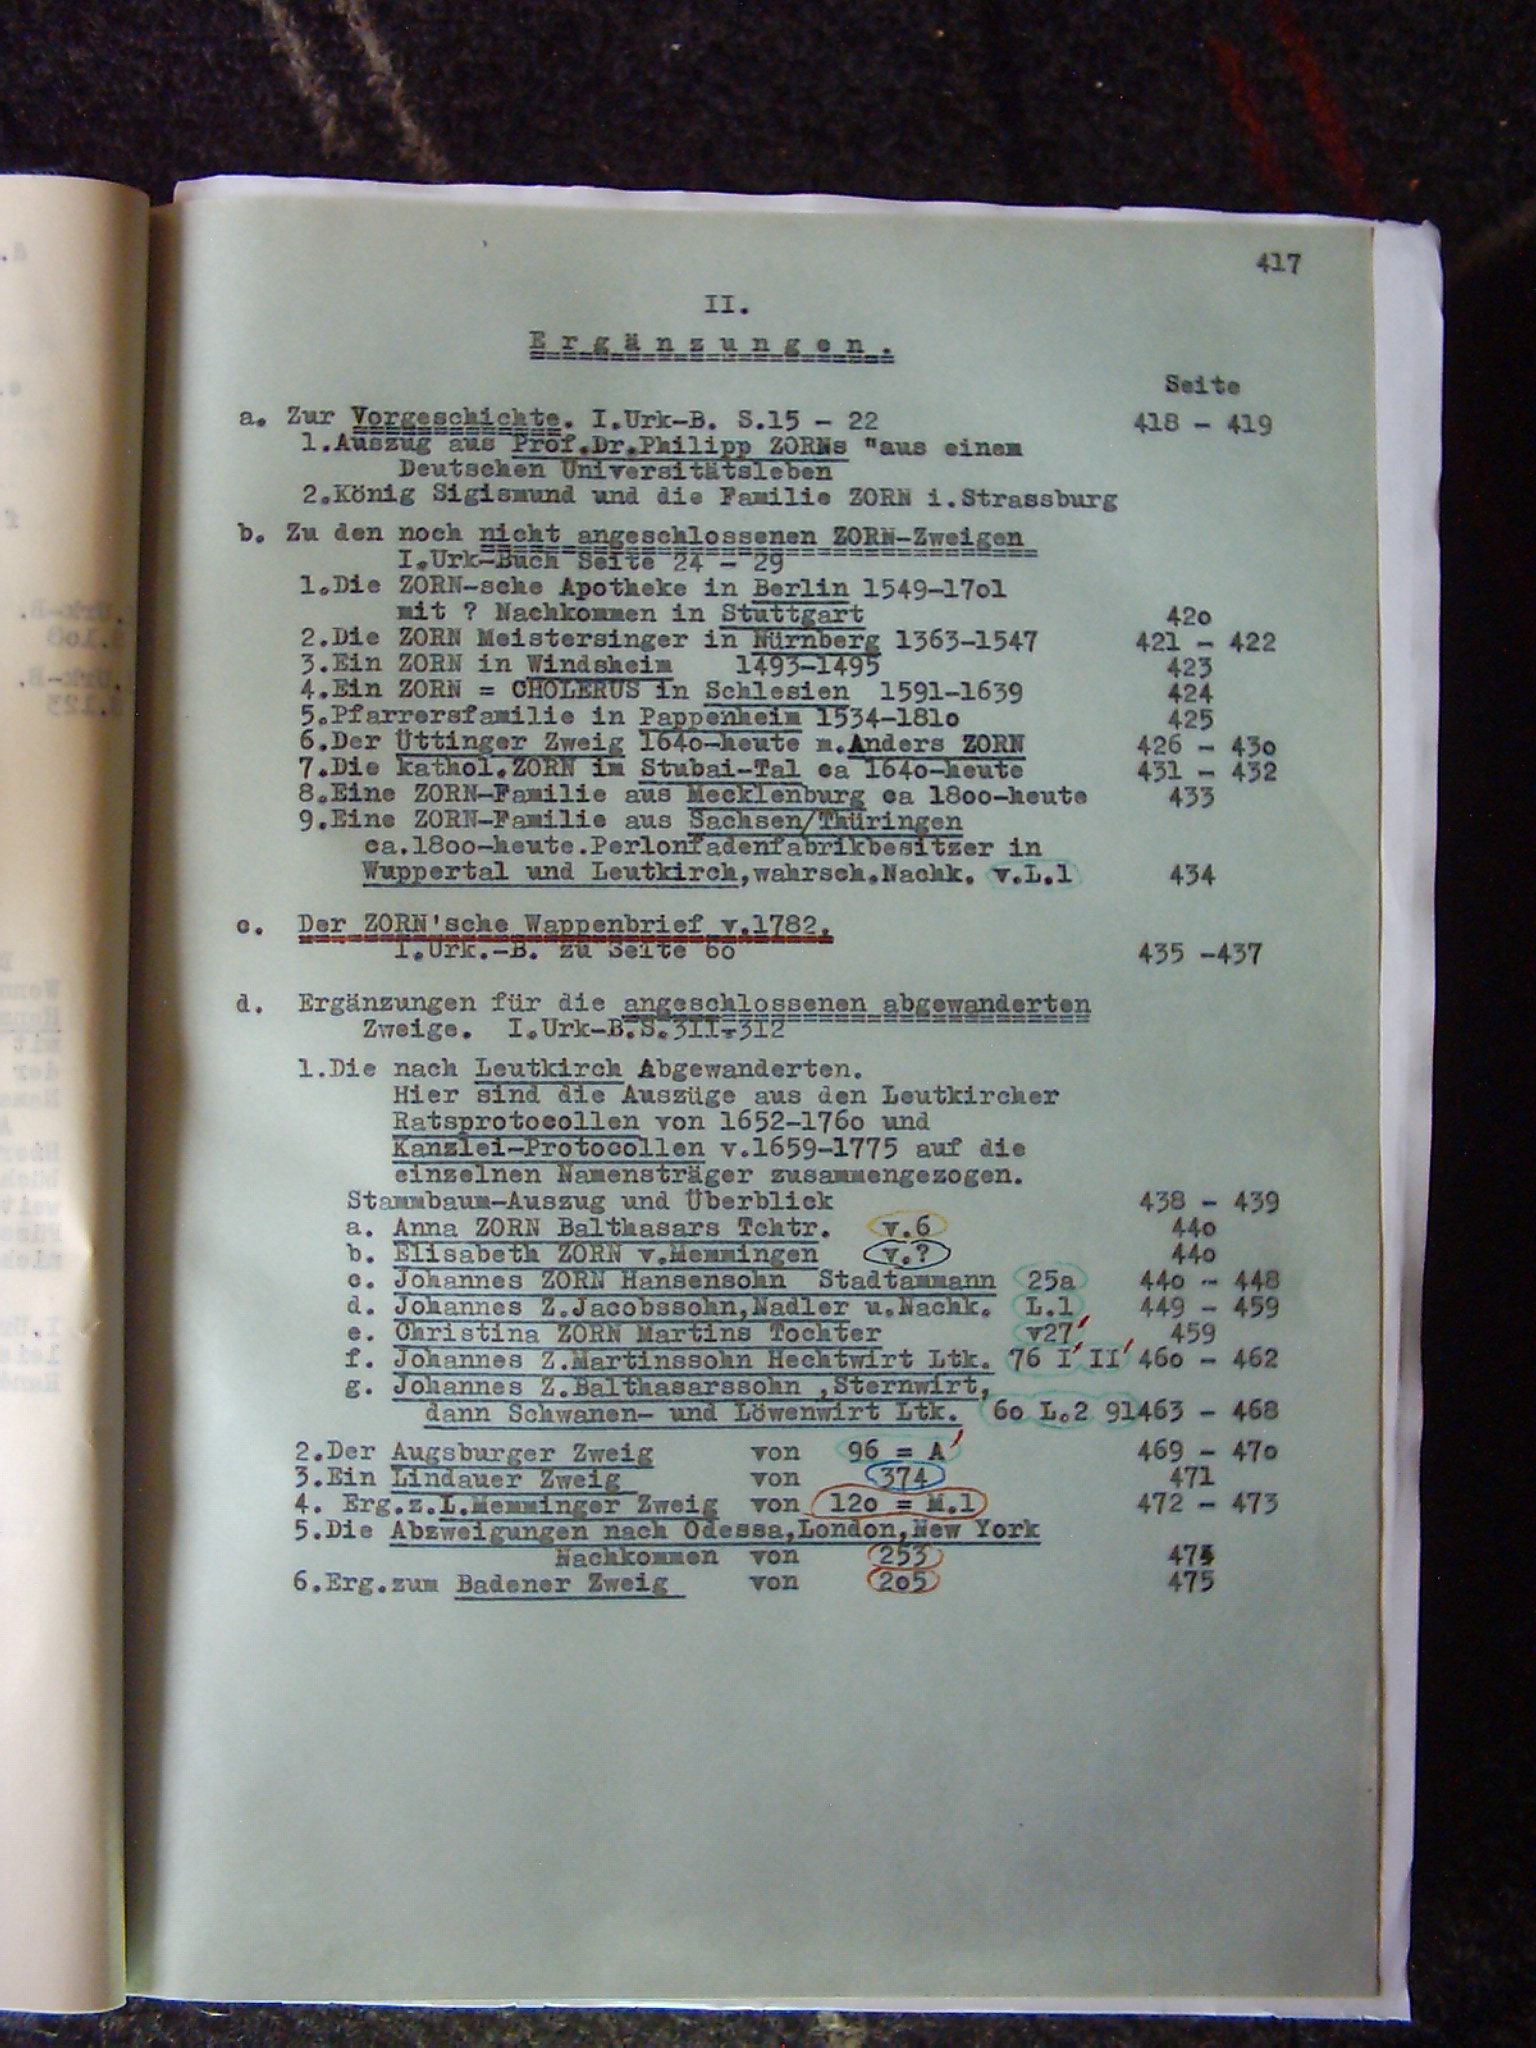 417
II.
Ergänzungen.
Seite
a. Zur Vorgeschichte. I.Urk-B. S.15 - 22 418 - 419
1.Auszug aus Prof.Dr.Philipp ZORNs "aus einem
Deutschen Universitätsleben
2.König Sigismund und die Familie ZORN i.Strassburg
b. Zu den noch nicht angeschlossenen ZORN-Zweigen
I.Urk-Buch Seite 24 - 29
1.Die ZORN-sche Apotheke in Berlin 1549-17o1
mit ? Nachkommen in Stuttgart 42o
2.Die ZORN Meistersinger in Nürnberg 1363-1547 421 - 422
3.Ein ZORN in Windsheim 1493-1495 423
4.Ein ZORN = CHOLERUS in Schlesien 1591-1639 424
5.Pfarrersfamilie in Pappenheim 1534-181o 425
6.Der Üttinger Zweig 164o-heute m.Anders ZORN 426 - 43o
7.Die kathol.ZORN im Stubai-Tal ca 164o-heute 431 - 432
8.Eine ZORN-Familie aus Mecklenburg ca 18oo-heute 433
9.Eine ZORN-Familie aus Sachsen/Thüringen
ca.18oo-heute.Perlonfadenfabrikbesitzer in
Wuppertal und Leutkirch,wahrsch.Nachk. v.L.1 434
c. Der ZORN'sche Wappenbrief v.1782.
I.Urk.-B. zu Seite 6o 435 -437
d. Ergänzungen für die angeschlossenen abgewanderten
Zweige. I.Urk-B.S.311-312
1.Die nach Leutkirch Abgewanderten.
Hier sind die Auszüge aus den Leutkircher
Ratsprotocollen von 1652-176o und
Kanzlei-Protocollen v.1659-1775 auf die
einzelnen Namensträger zusammengezogen.
Stammbaum-Auszug und Überblick 438 - 439
a. Anna ZORN Balthasars Tchtr. v.6 44o
b. Elisabeth ZORN v.Memmingen v.? 44o
c. Johannes ZORN Hansensohn Stadtammann 25a 44o - 448
d. Johannes Z.Jacobssohn,Nadler u.Nachk. L.1 449 - 459
e. Christina ZORN Martins Tochter v27' 459
f. Johannes Z.Martinssohn Hechtwirt Ltk. 76 I' II' 46o - 462
g. Johannes Z.Balthasarssohn ,Sternwirt,
dann Schwanen- und Löwenwirt Ltk. 6o L.2 91 463 - 468
2.Der Augsburger Zweig von 96 = A' 469 - 47o
3.Ein Lindauer Zweig von 374 471
4. Erg.z.L.Memminger Zweig von 12o = M.1 472 - 473
5.Die Abzweigungen nach Odessa,London,New York
Nachkommen von 253 474
6.Erg.zum Badener Zweig von 2o5 475